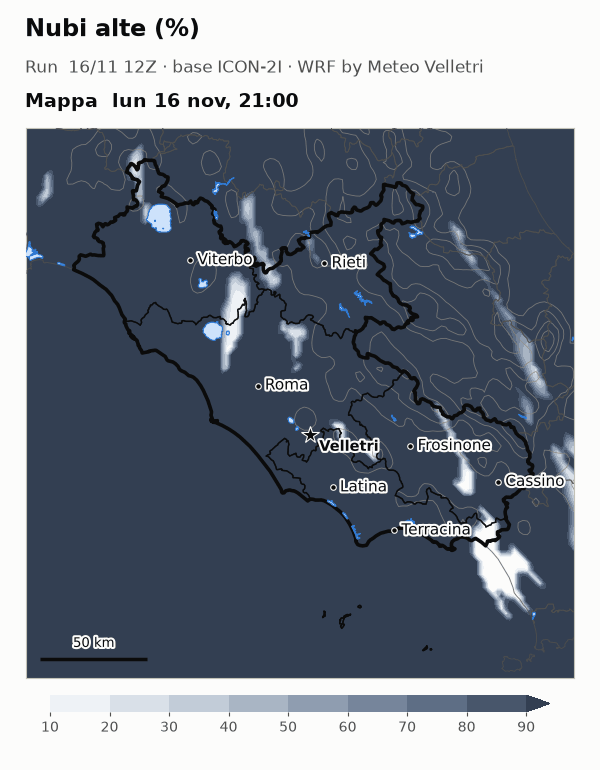 Nubi alte (%)
Run  16/11 12Z · base ICON-2I · WRF by Meteo Velletri
Mappa  lun 16 nov, 21:00
Viterbo
Rieti
Roma
Velletri
Frosinone
Cassino
Latina
Terracina
50 km
10 20 30 40 50 60 70 80 90